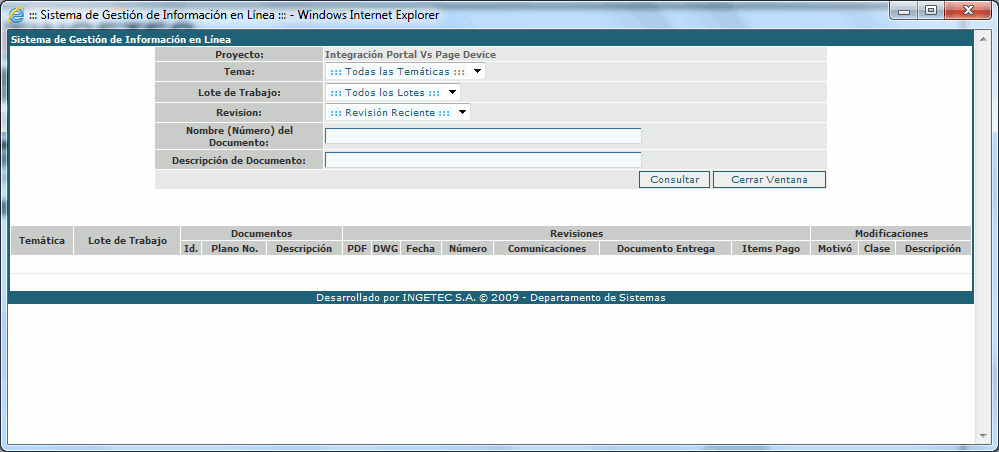 ::: Sistema de Gestión de Información en Línea ::: - Windows Internet Explorer
Sistema de Gestión de Información en Línea
Proyecto: Integración Portal Vs Page Device
Tema: ::: Todas las Temáticas :::
Lote de Trabajo: ::: Todos los Lotes :::
Revision: ::: Revisión Reciente :::
Nombre (Número) del
Documento:
Descripción de Documento:
Consultar Cerrar Ventana
Temática Lote de Trabajo Documentos Revisiones Modificaciones
Id. Plano No. Descripción PDF DWG Fecha Número Comunicaciones Documento Entrega Items Pago Motivó Clase Descripción
Desarrollado por INGETEC S.A. © 2009 - Departamento de Sistemas